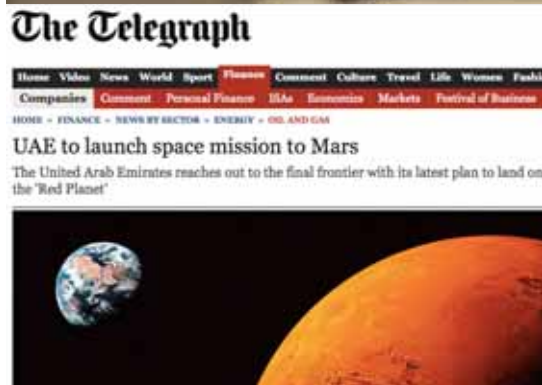 The Telegraph
Home Video News World Sport Finance Comment Culture Travel Life Women Fashi
Companies Comment Personal Finance ISAs Economics Markets Festival of Business
HOME » FINANCE » NEWS BY SECTOR » ENERGY » OIL AND GAS
UAE to launch space mission to Mars
The United Arab Emirates reaches out to the final frontier with its latest plan to land on
the 'Red Planet'